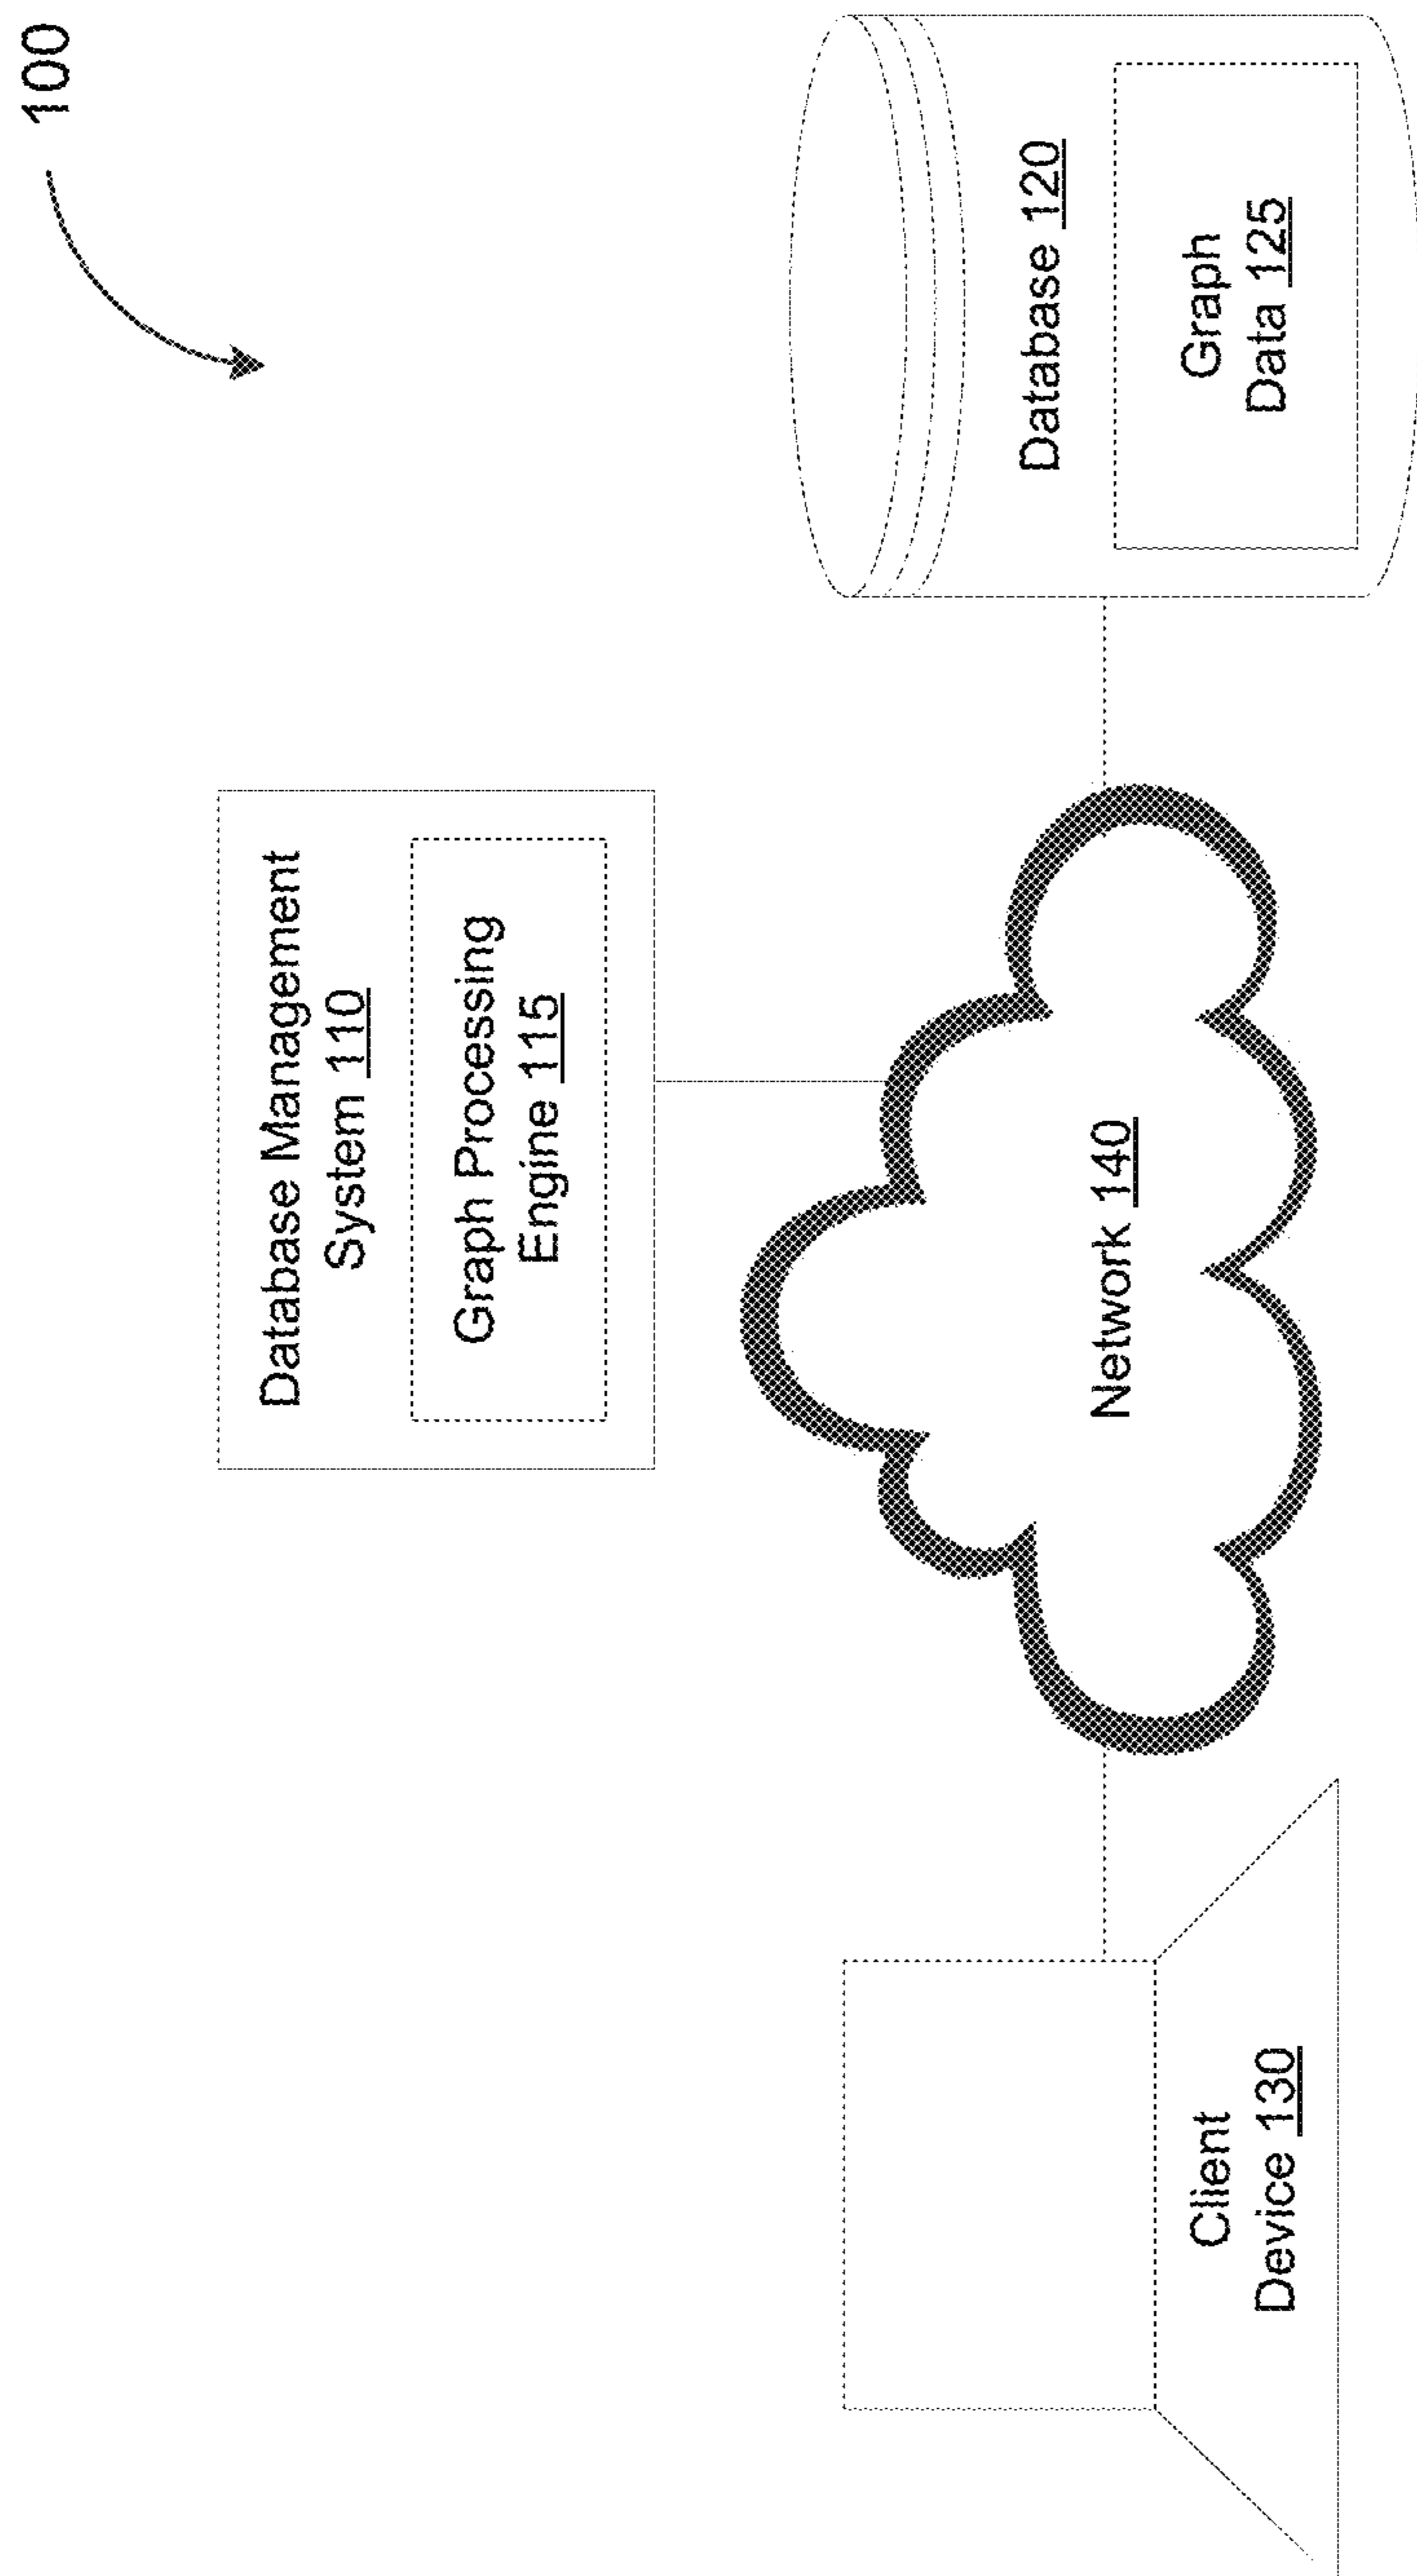 100
Database Management
System 110
Graph Processing
Engine 115
Client
Device 130
Network 140
Database 120
Graph
Data 125